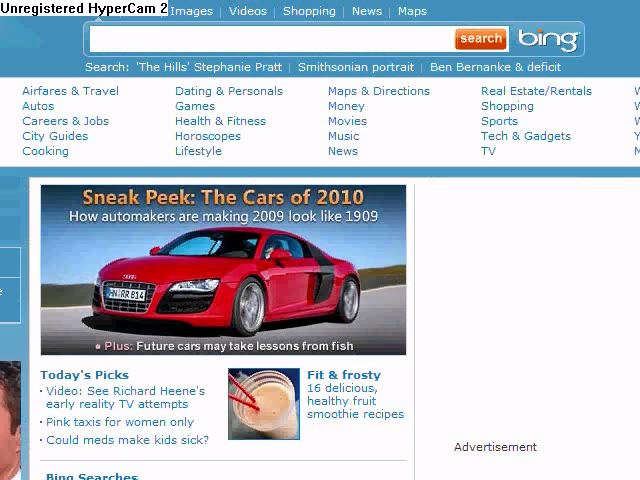 Unregistered HyperCam 2
Images | Videos | Shopping | News | Maps
search bing
Search: 'The Hills' Stephanie Pratt | Smithsonian portrait | Ben Bernanke & deficit
Airfares & Travel Dating & Personals Maps & Directions Real Estate/Rentals
Autos Games Money Shopping
Careers & Jobs Health & Fitness Movies Sports
City Guides Horoscopes Music Tech & Gadgets
Cooking Lifestyle News TV
Sneak Peek: The Cars of 2010
How automakers are making 2009 look like 1909
HN RR 814
• Plus: Future cars may take lessons from fish
Today's Picks
· Video: See Richard Heene's
early reality TV attempts
· Pink taxis for women only
· Could meds make kids sick?
Fit & frosty
16 delicious,
healthy fruit
smoothie recipes
Advertisement
Bing Searches